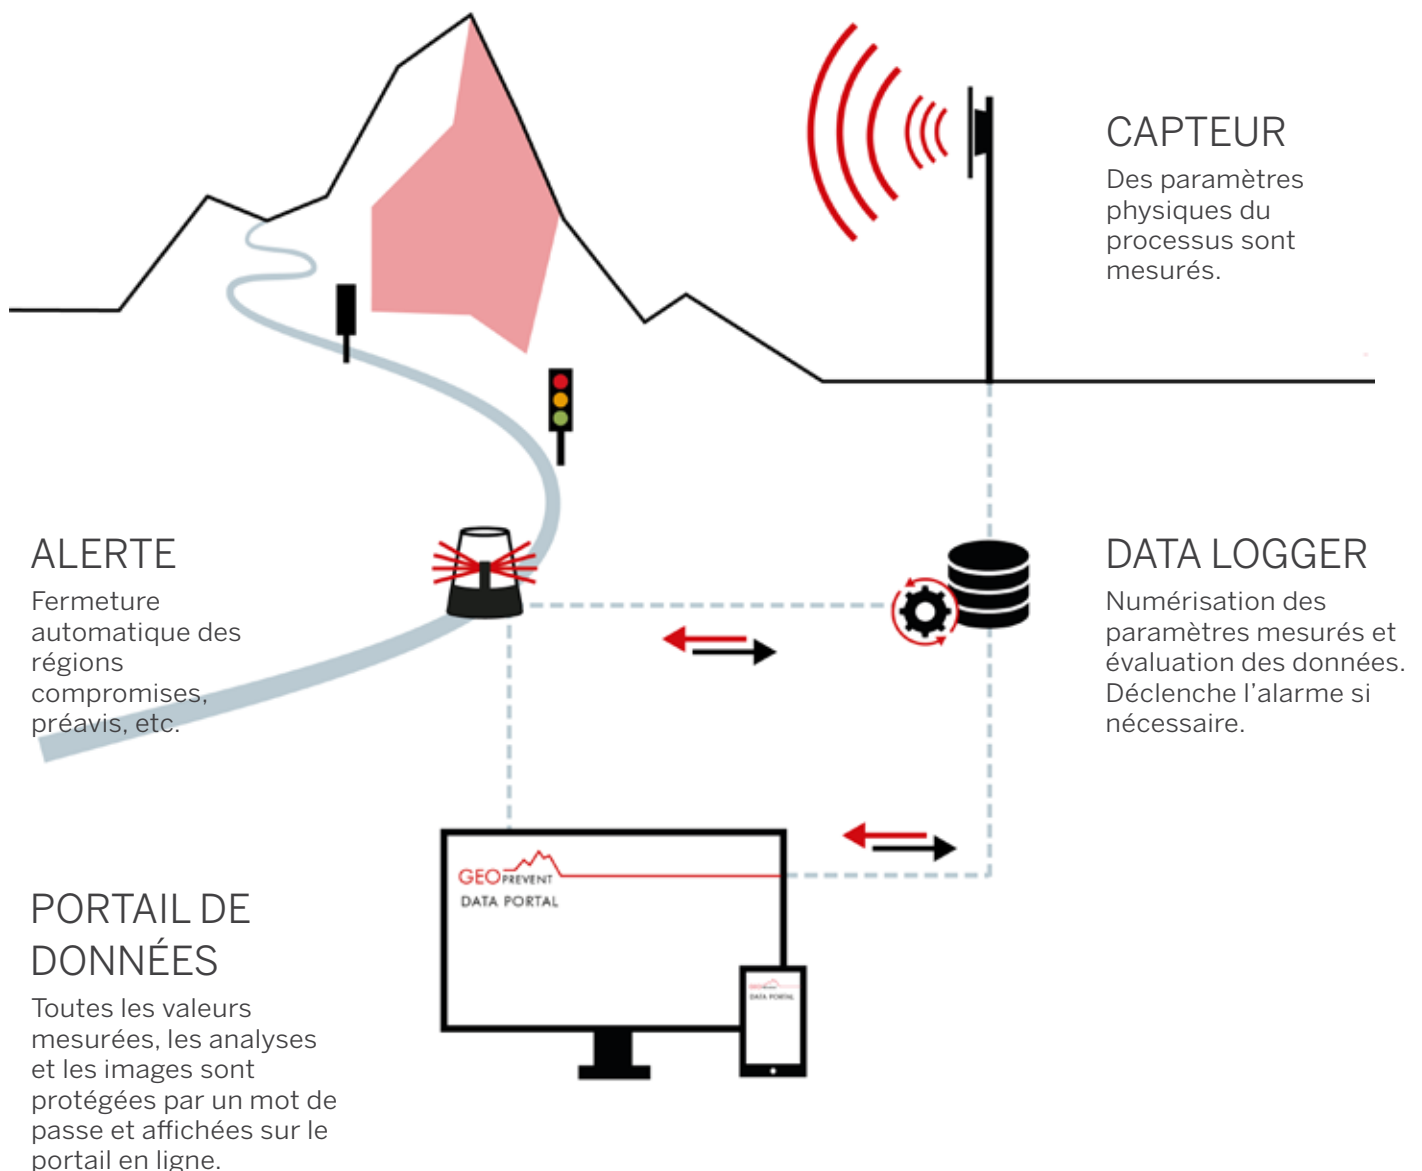 CAPTEUR
Des paramètres
physiques du
processus sont
mesurés.
ALERTE
Fermeture
automatique des
régions
compromises,
préavis, etc.
DATA LOGGER
Numérisation des
paramètres mesurés et
évaluation des données.
Déclenche l’alarme si
nécessaire.
PORTAIL DE
DONNÉES
Toutes les valeurs
mesurées, les analyses
et les images sont
protégées par un mot de
passe et affichées sur le
portail en ligne.
GEOPREVENT
DATA PORTAL
DATA PORTAL